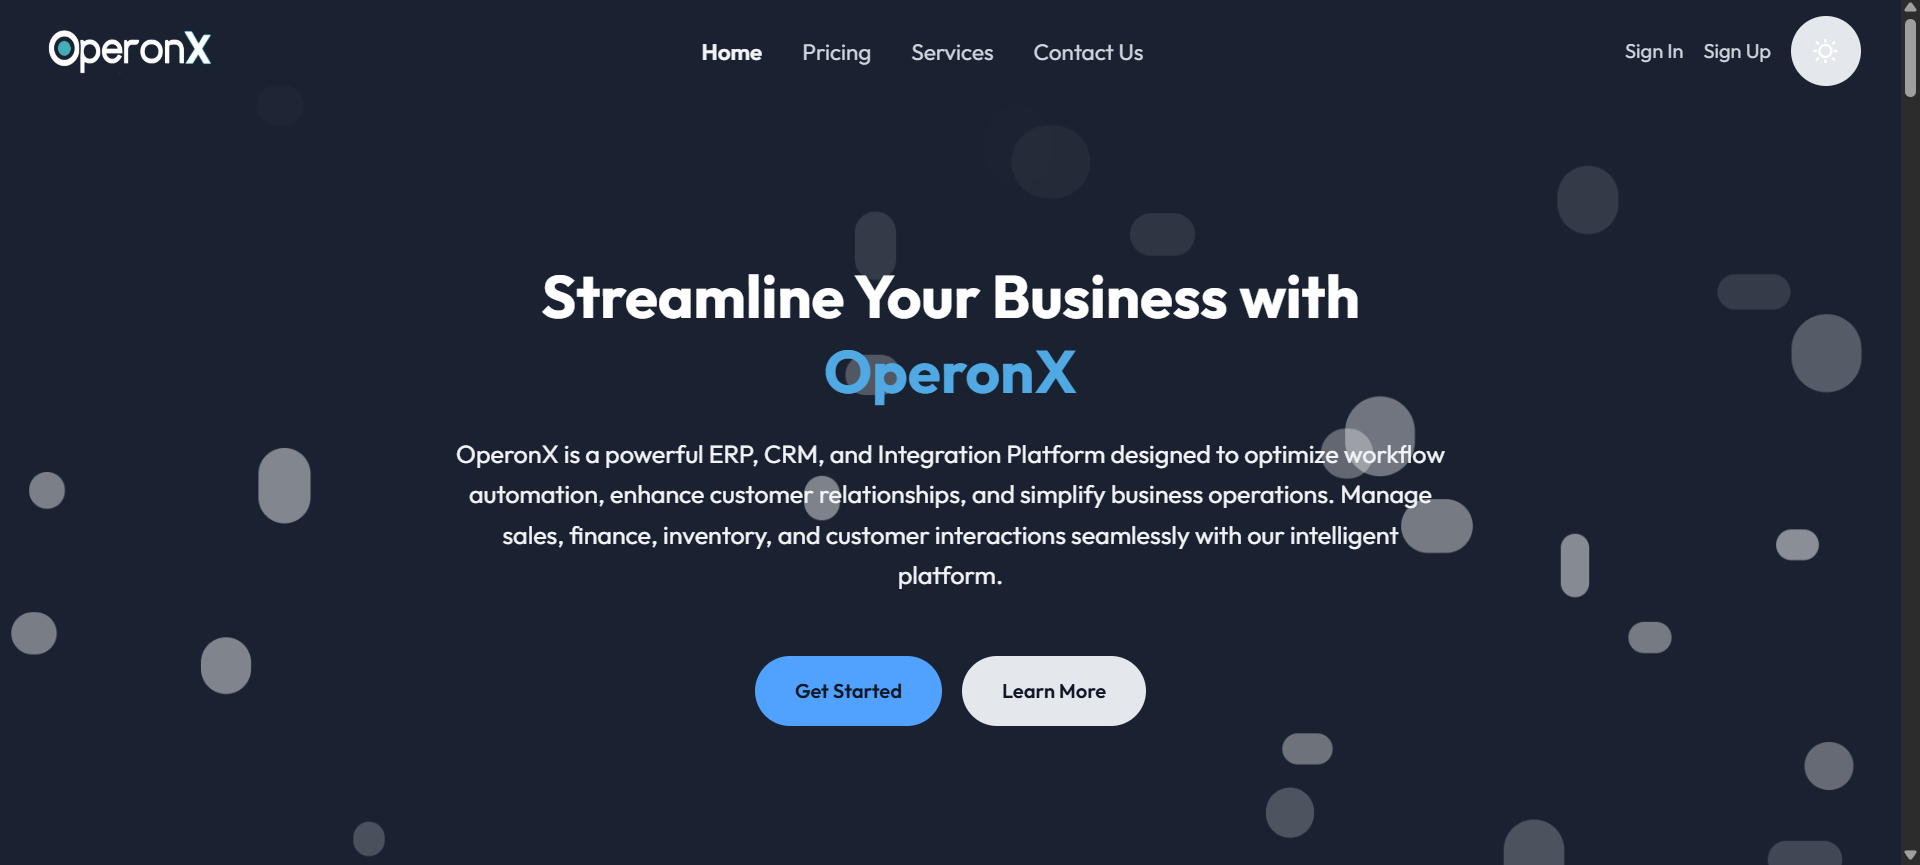 OperonX
Home
Pricing
Services
Contact Us
Sign In
Sign Up
Streamline Your Business with
OperonX
OperonX is a powerful ERP, CRM, and Integration Platform designed to optimize workflow
automation, enhance customer relationships, and simplify business operations. Manage
sales, finance, inventory, and customer interactions seamlessly with our intelligent
platform.
Get Started
Learn More